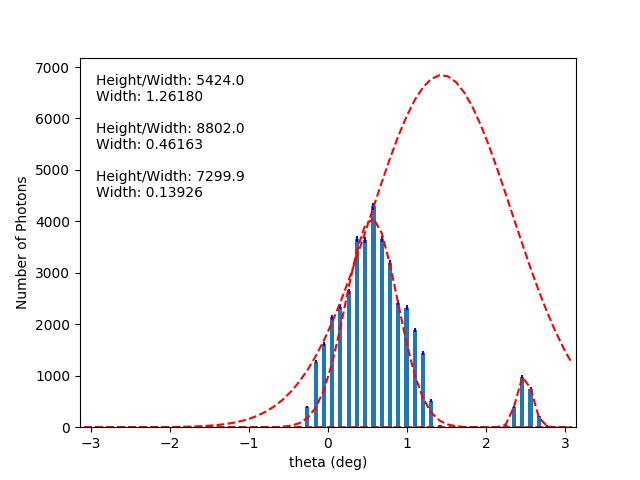 Height/Width: 5424.0
Width: 1.26180
Height/Width: 8802.0
Width: 0.46163
Height/Width: 7299.9
Width: 0.13926
Number of Photons
7000
6000
5000
4000
3000
2000
1000
0
−3
−2
−1
0
1
2
3
theta (deg)